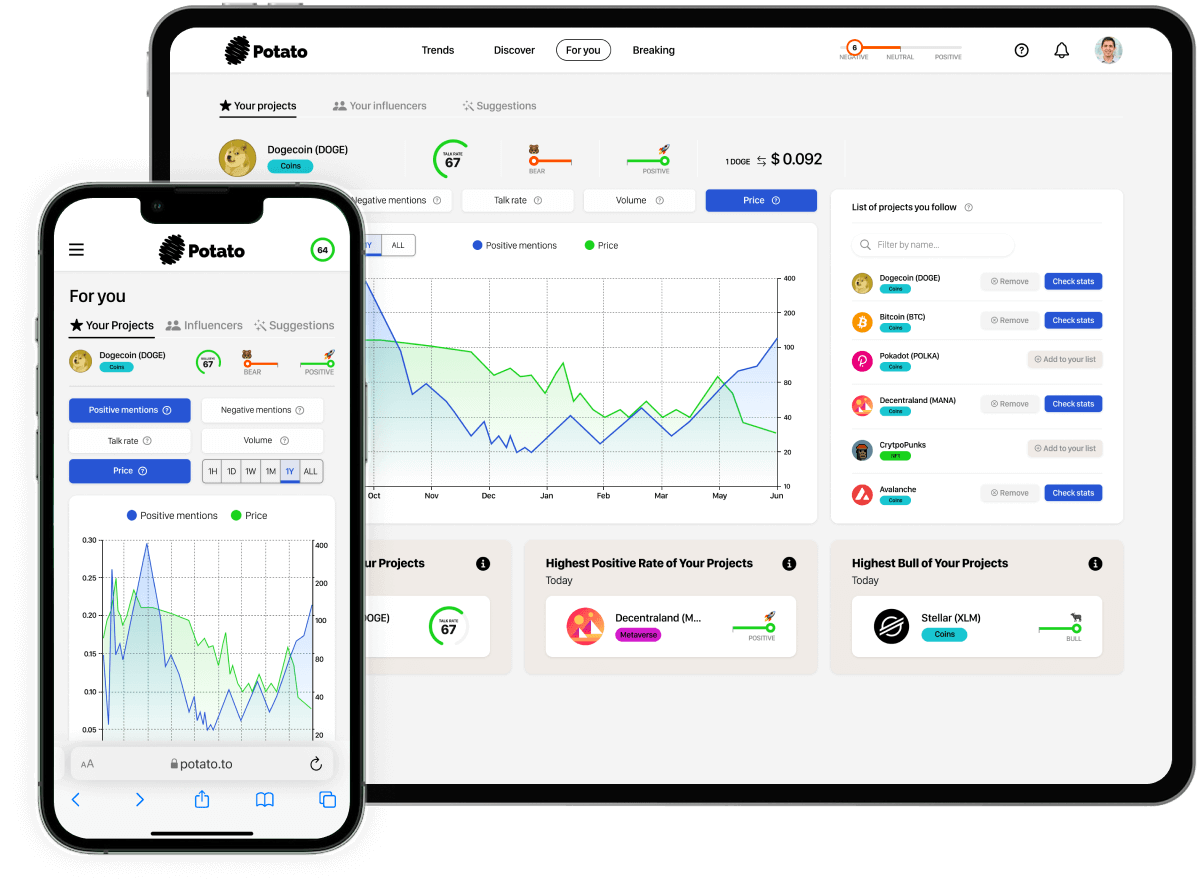 Potato
Trends
Discover
For you
Breaking
6
NEGATIVE
NEUTRAL
POSITIVE
Your projects
Your influencers
Suggestions
Dogecoin (DOGE)
Coins
TALK RATE
67
BEAR
POSITIVE
1 DOGE
$ 0.092
Negative mentions
Talk rate
Volume
Price
List of projects you follow
1Y
ALL
Positive mentions
Price
400
200
100
80
40
20
10
Oct
Nov
Dec
Jan
Feb
Mar
May
Jun
Filter by name...
Dogecoin (DOGE)
Coins
Remove
Check stats
Bitcoin (BTC)
Coins
Remove
Check stats
Pokadot (POLKA)
Coins
Add to your list
Decentraland (MANA)
Coins
Remove
Check stats
CrytpoPunks
NFT
Add to your list
Avalanche
Coins
Remove
Check stats
ur Projects
OGE)
TALK RATE
67
Highest Positive Rate of Your Projects
Today
Decentraland (M...
Metaverse
POSITIVE
Highest Bull of Your Projects
Today
Stellar (XLM)
Coins
BULL
Potato
64
For you
Your Projects
Influencers
Suggestions
Dogecoin (DOGE)
Coins
67
BEAR
POSITIVE
Positive mentions
Negative mentions
Talk rate
Volume
Price
1H
1D
1W
1M
1Y
ALL
Positive mentions
Price
0.30
0.25
0.20
0.15
0.10
0.05
400
200
100
80
40
20
AA
potato.to